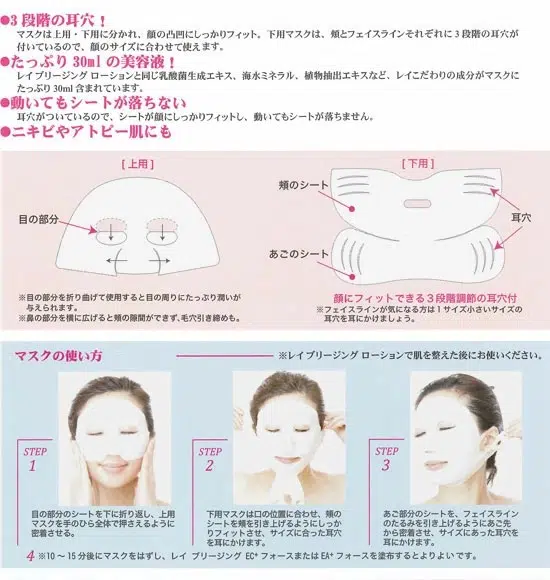 ●3段階の耳穴！
マスクは上用・下用に分かれ、顔の凸凹にしっかりフィット。下用マスクは、頬とフェイスラインそれぞれに3段階の耳穴が
付いているので、顔のサイズに合わせて使えます。
●たっぷり30mlの美容液！
レイ ブリージング ローションと同じ乳酸菌生成エキス、海水ミネラル、植物抽出エキスなど、レイこだわりの成分がマスクに
たっぷり30ml含まれています。
●動いてもシートが落ちない
耳穴がついているので、シートが顔にしっかりフィットし、動いてもシートが落ちません。
●ニキビやアトピー肌にも
[上用]
目の部分
※目の部分を折り曲げて使用すると目の周りにたっぷり潤いが
与えられます。
※鼻の部分を横に広げると頬の隙間ができず、毛穴引き締めも。
[下用]
頬のシート
耳穴
あごのシート
顔にフィットできる3段階調節の耳穴付
※フェイスラインが気になる方は1サイズ小さいサイズの
耳穴を耳にかけましょう。
マスクの使い方
※レイブリージング ローションで肌を整えた後にお使いください。
STEP
1
目の部分のシートを下に折り返し、上用
マスクを手のひら全体で押さえるように
密着させる。
STEP
2
下用マスクは口の位置に合わせ、頬の
シートを頬を引き上げるようにしっか
りフィットさせ、サイズに合った耳穴
を耳にかけます。
STEP
3
あご部分のシートを、フェイスライン
のたるみを引き上げるようにあご先
から密着させ、サイズにあった耳穴
を耳にかけます。
4 ※10～15分後にマスクをはずし、レイ ブリージング EC⁺フォースまたは EA⁺フォースを塗布するとよりよいです。